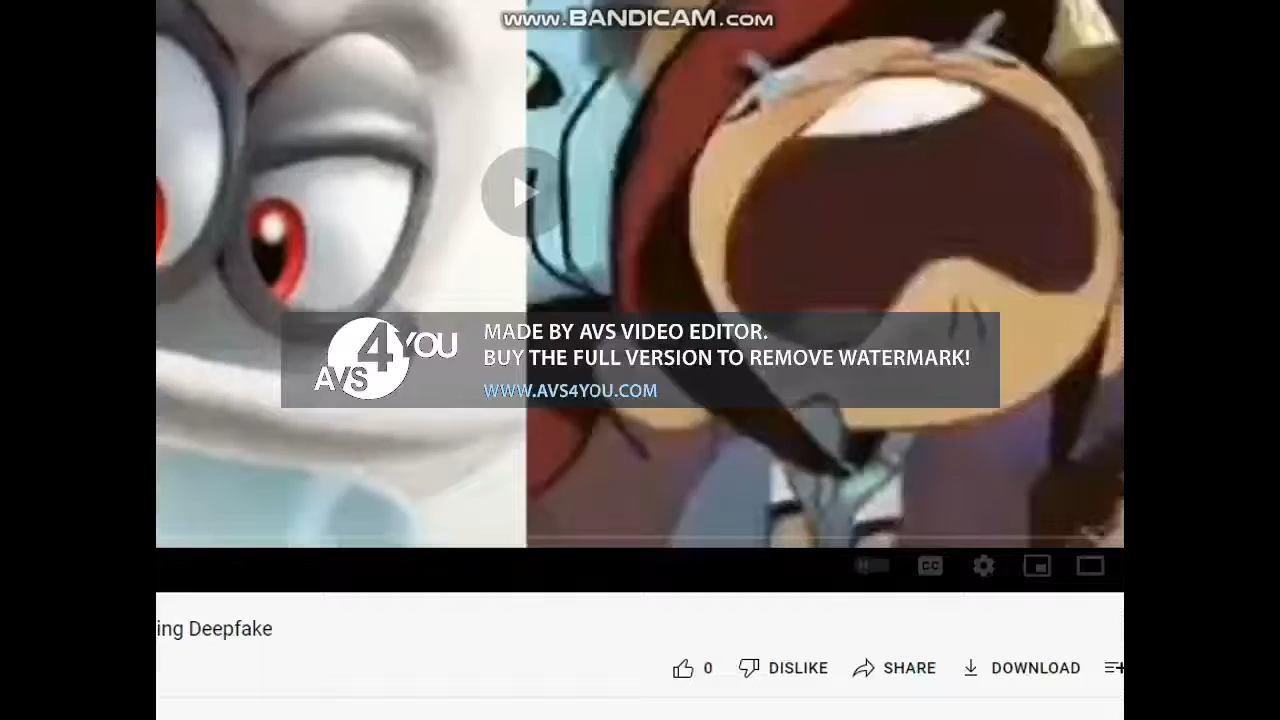 WWW.BANDICAM.COM
AVS4YOU
MADE BY AVS VIDEO EDITOR.
BUY THE FULL VERSION TO REMOVE WATERMARK!
WWW.AVS4YOU.COM
CC
ing Deepfake
0 DISLIKE SHARE DOWNLOAD